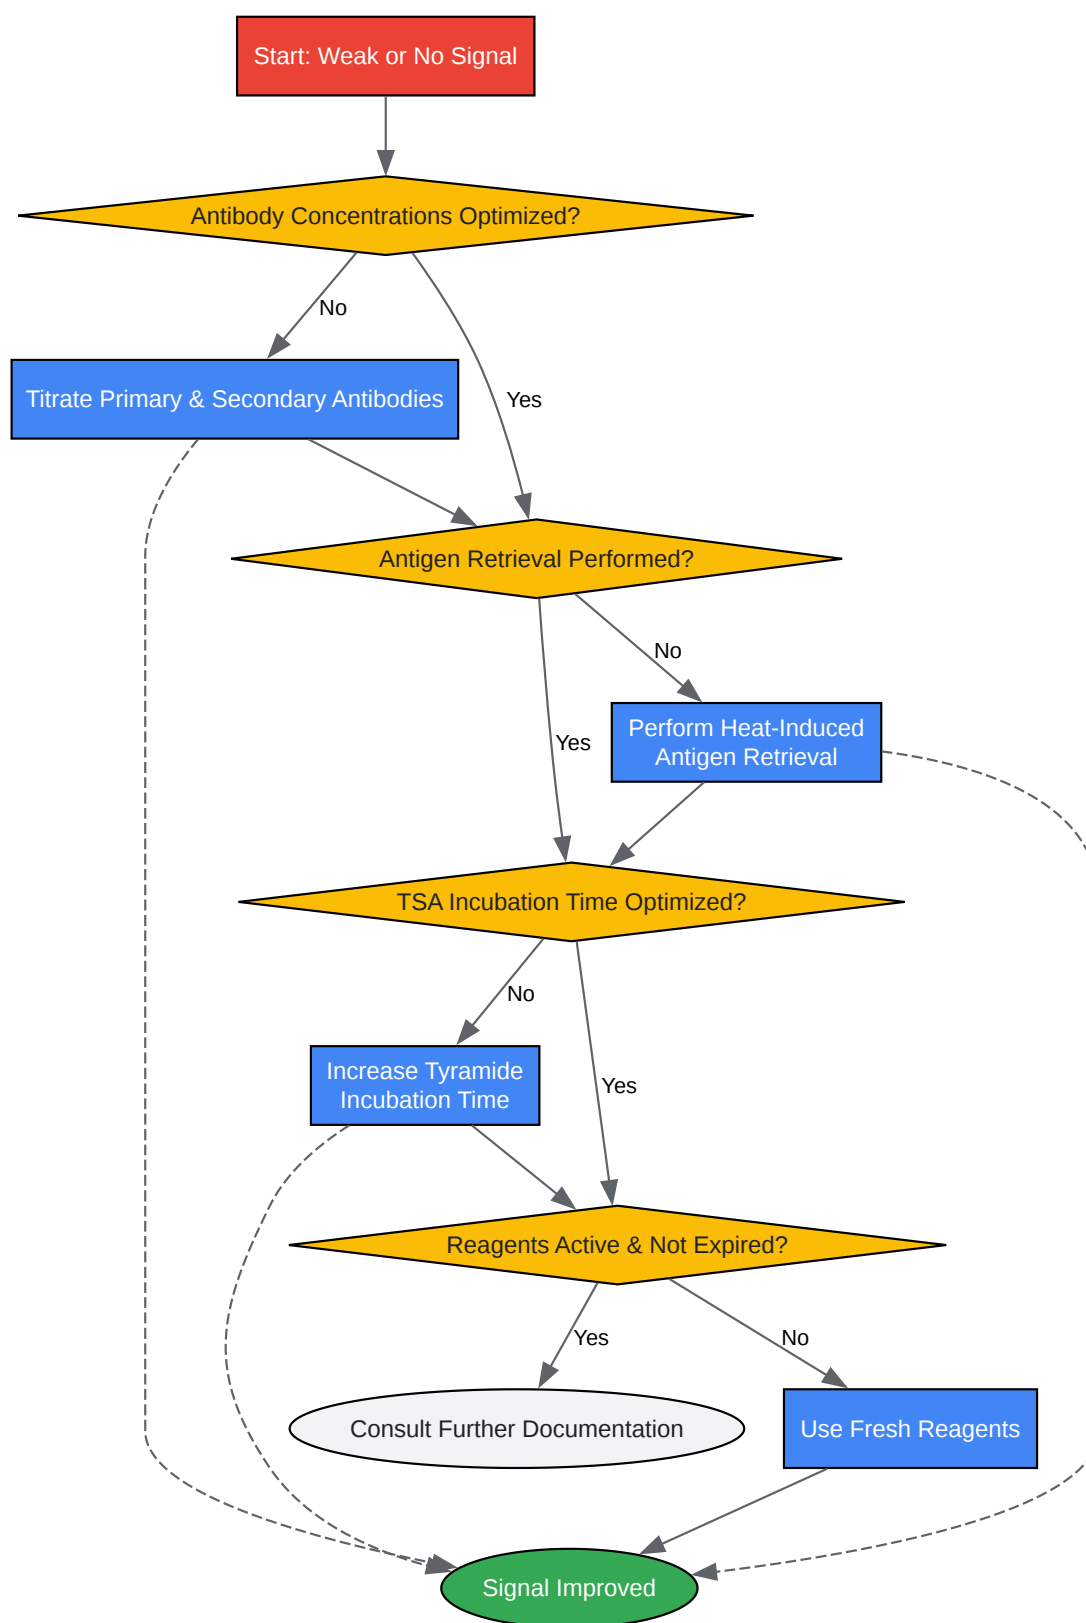 Start: Weak or No Signal
Antibody Concentrations Optimized?
No
Titrate Primary & Secondary Antibodies
Yes
Antigen Retrieval Performed?
No
Perform Heat-Induced
Antigen Retrieval
Yes
TSA Incubation Time Optimized?
No
Increase Tyramide
Incubation Time
Yes
Reagents Active & Not Expired?
Yes
No
Consult Further Documentation
Use Fresh Reagents
Signal Improved